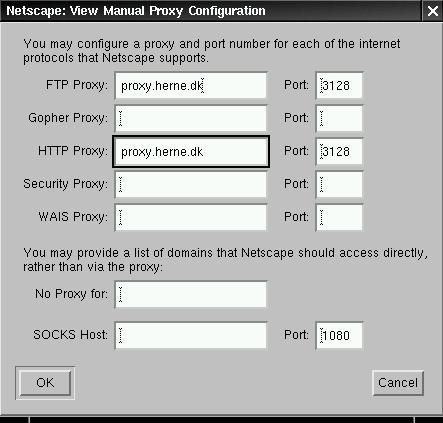 Netscape: View Manual Proxy Configuration
You may configure a proxy and port number for each of the internet
protocols that Netscape supports.
FTP Proxy: proxy.herne.dk Port: 3128
Gopher Proxy: Port:
HTTP Proxy: proxy.herne.dk Port: 3128
Security Proxy: Port:
WAIS Proxy: Port:
You may provide a list of domains that Netscape should access directly,
rather than via the proxy:
No Proxy for:
SOCKS Host: Port: 1080
OK Cancel